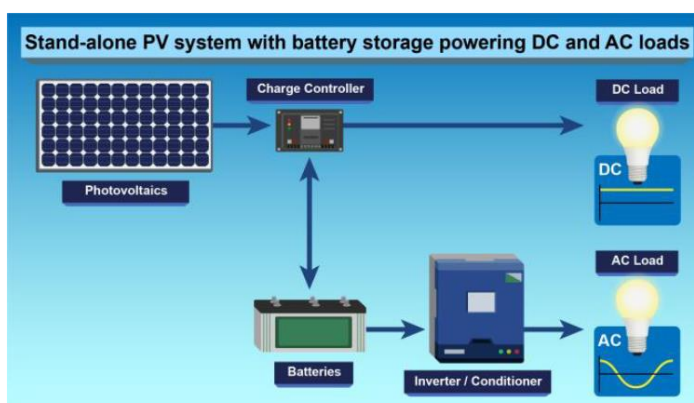 Stand-alone PV system with battery storage powering DC and AC loads
Charge Controller
DC Load
Photovoltaics
DC
AC Load
AC
Batteries
Inverter / Conditioner